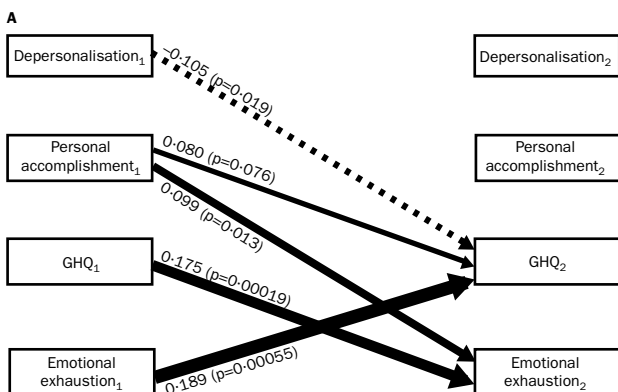 A
Depersonalisation1
Depersonalisation2
–0·105 (p=0·019)
Personal
accomplishment1
Personal
accomplishment2
0·080 (p=0·076)
0·099 (p=0·013)
GHQ1
GHQ2
0·175 (p=0·00019)
Emotional
exhaustion1
Emotional
exhaustion2
0·189 (p=0·00055)